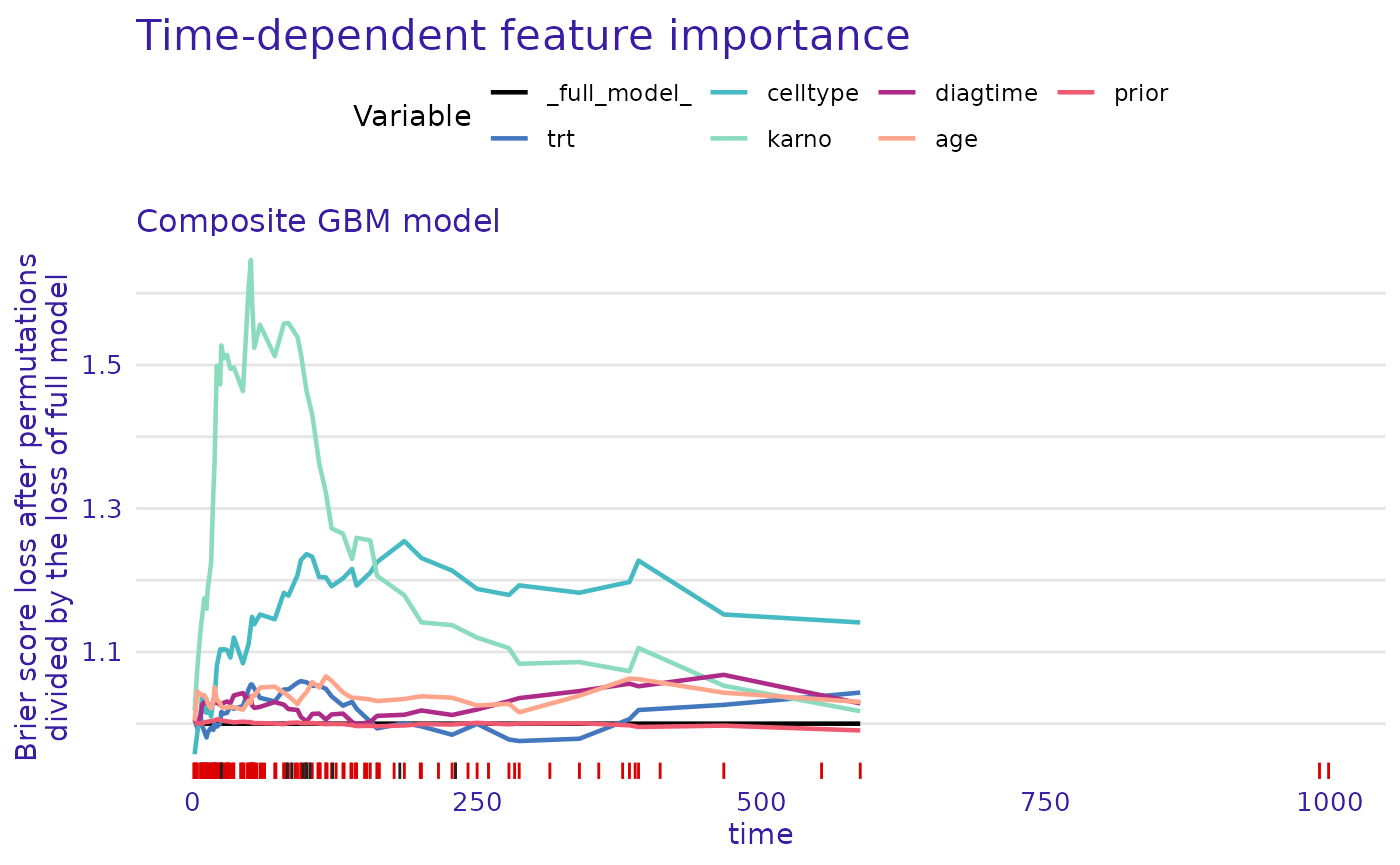 Time-dependent feature importance
Variable
_full_model_ celltype diagtime prior
trt karno age
Composite GBM model
Brier score loss after permutations
divided by the loss of full model
1.5
1.3
1.1
0 250 500 750 1000
time